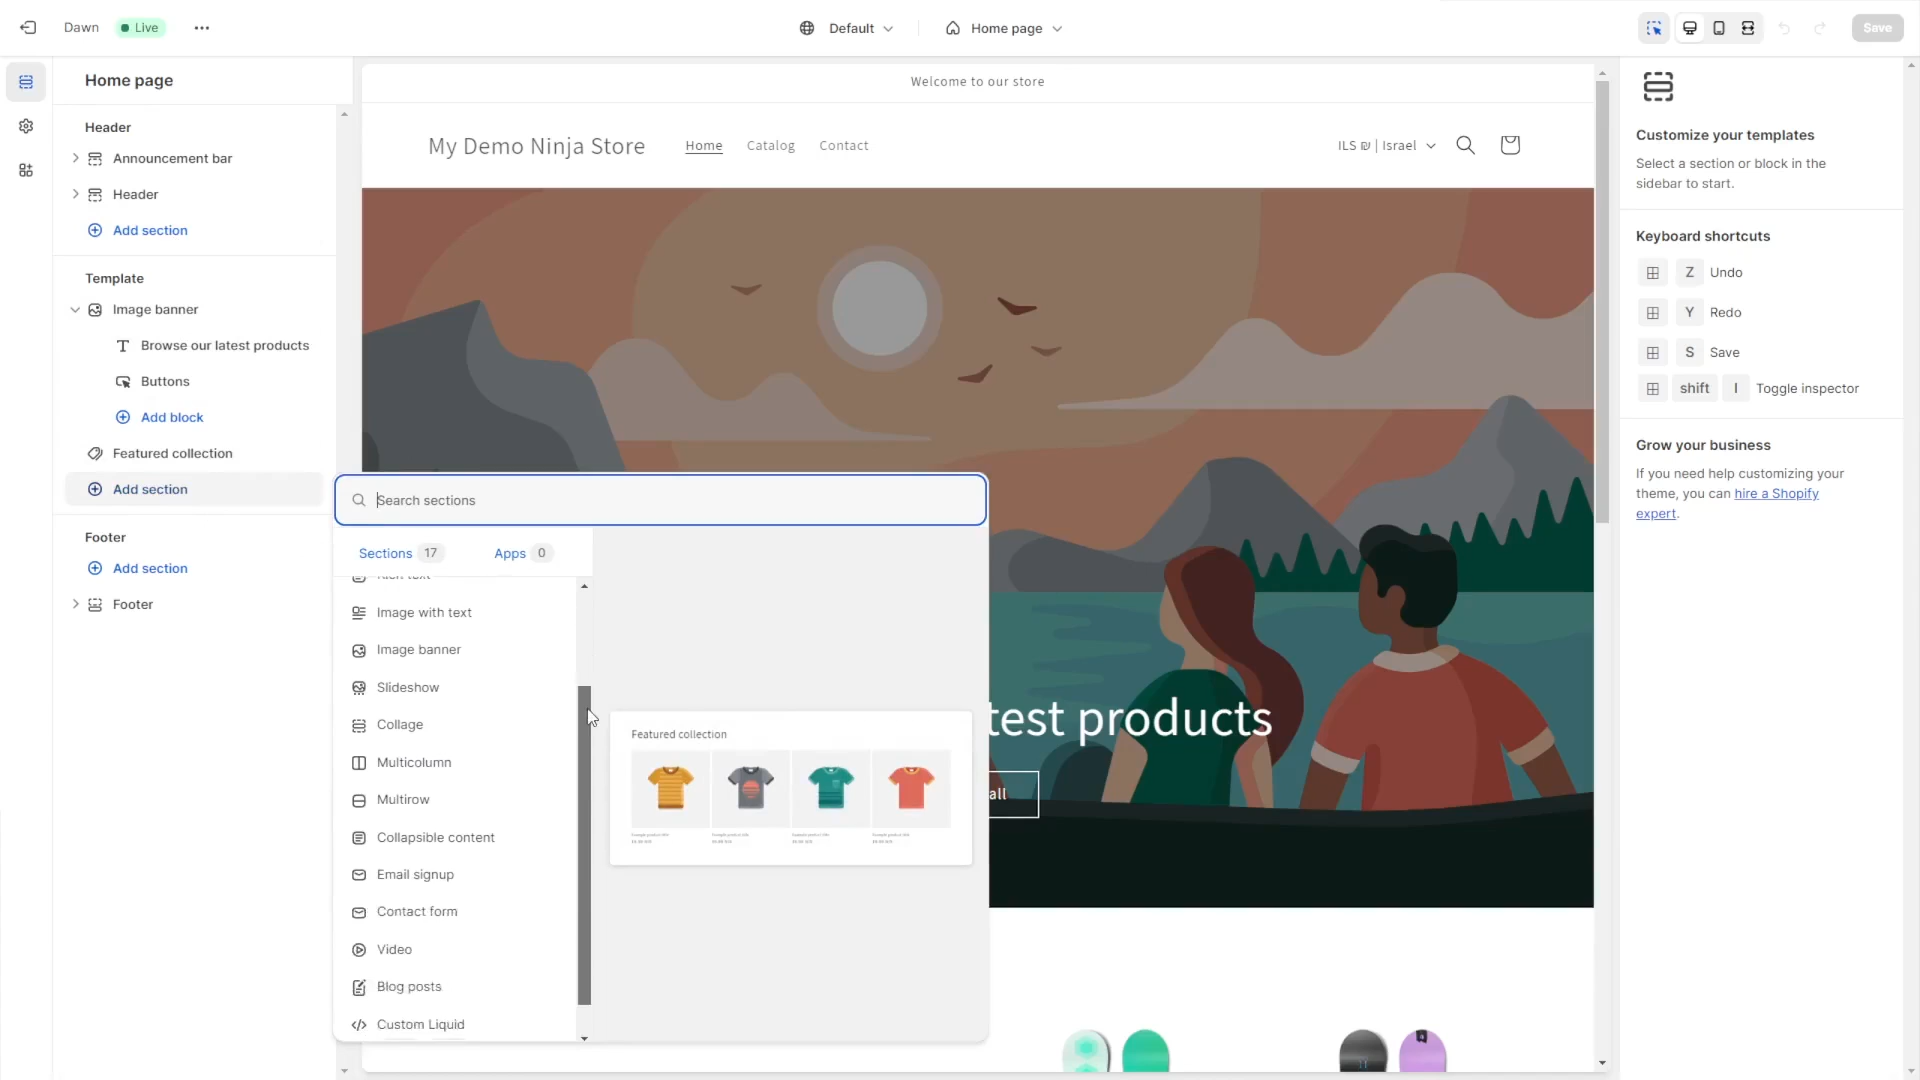 Dawn
Live
Default
Home page
Save
Home page
Header
Announcement bar
Header
Add section
Template
Image banner
Browse our latest products
Buttons
Add block
Featured collection
Add section
Footer
Add section
Footer
Search sections
Sections 17
Apps 0
Rich text
Image with text
Image banner
Slideshow
Collage
Multicolumn
Multirow
Collapsible content
Email signup
Contact form
Video
Blog posts
Custom Liquid
Featured collection
Welcome to our store
My Demo Ninja Store
Home
Catalog
Contact
ILS ₪ | Israel
test products
all
Customize your templates
Select a section or block in the
sidebar to start.
Keyboard shortcuts
Z Undo
Y Redo
S Save
shift I Toggle inspector
Grow your business
If you need help customizing your
theme, you can hire a Shopify
expert.